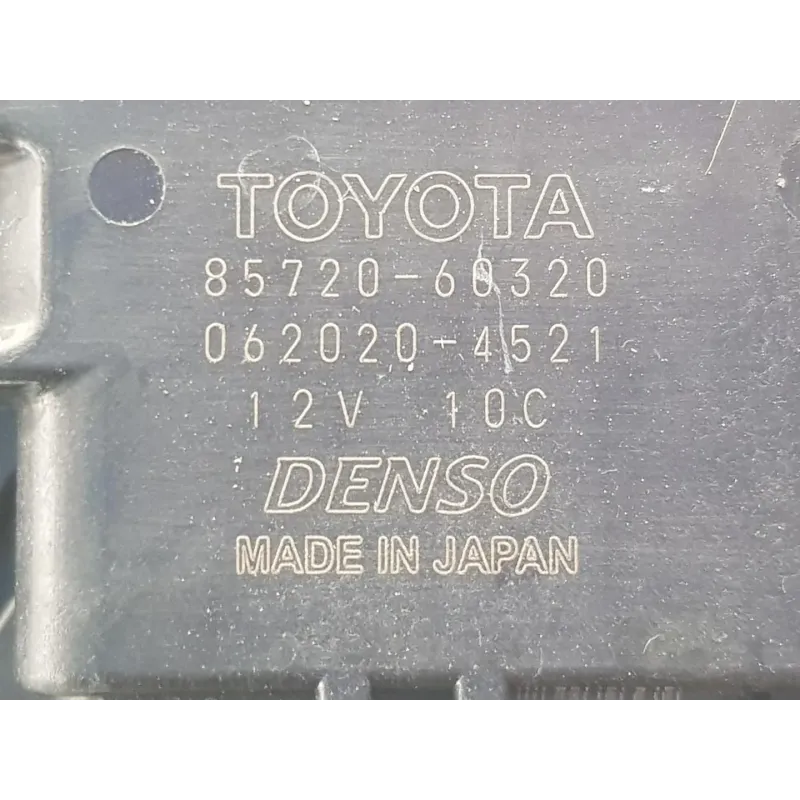 TOYOTA
85720-60320
062020-4521
12V 10C
DENSO
MADE IN JAPAN